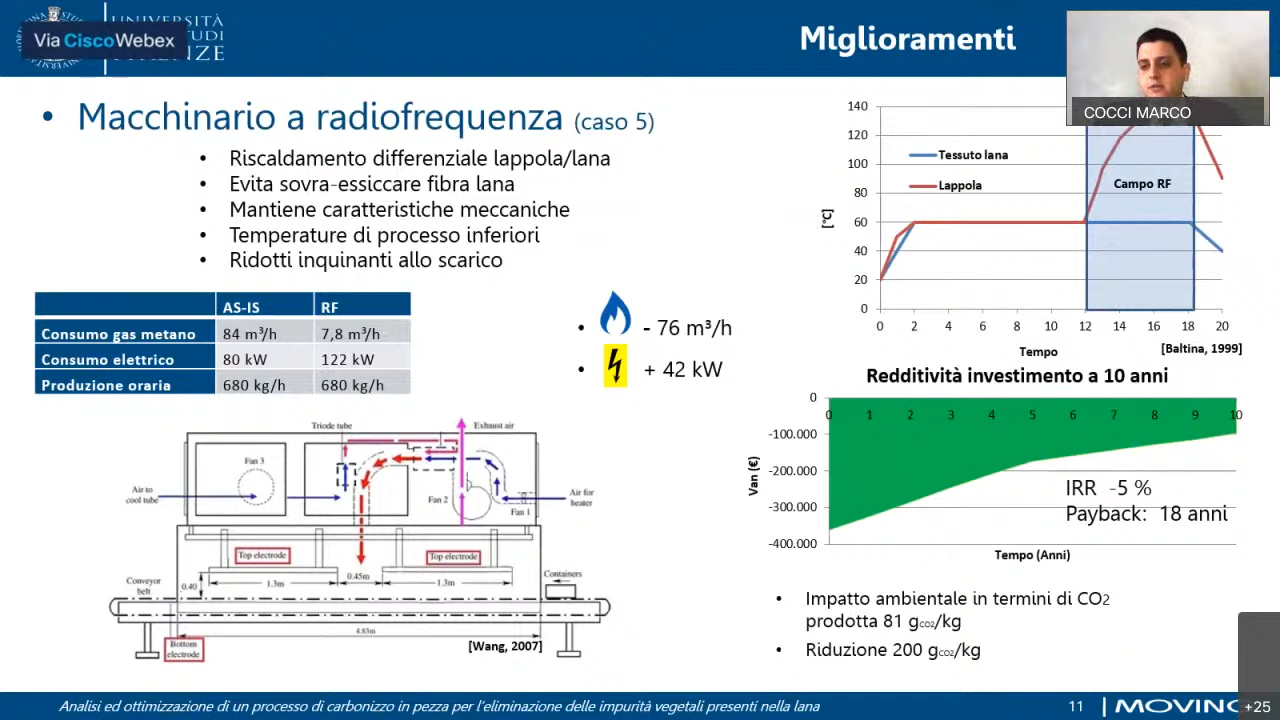 UNIVERSITÀ
STUDI
FIRENZE
Via CiscoWebex
Miglioramenti
COCCI MARCO
• Macchinario a radiofrequenza (caso 5)
• Riscaldamento differenziale lappola/lana
• Evita sovra-essiccare fibra lana
• Mantiene caratteristiche meccaniche
• Temperature di processo inferiori
• Ridotti inquinanti allo scarico
AS-IS RF
Consumo gas metano 84 m³/h 7,8 m³/h
Consumo elettrico 80 kW 122 kW
Produzione oraria 680 kg/h 680 kg/h
• - 76 m³/h
• + 42 kW
140
120
100
80
60
40
20
0
[°C]
Tessuto lana
Lappola
Campo RF
0 2 4 6 8 10 12 14 16 18 20
Tempo
[Baltina, 1999]
Redditività investimento a 10 anni
0
-100.000
-200.000
-300.000
-400.000
Van (€)
0 1 2 3 4 5 6 7 8 9 10
IRR -5 %
Payback: 18 anni
Tempo (Anni)
Triode tube
Exhaust air
Fan 3
Air to
cool tube
Fan 2
Air for
heater
Fan 1
Top electrode
Top electrode
Conveyor
belt
0.40
1.3m
0.45m
1.3m
Containers
4.83m
Bottom
electrode
[Wang, 2007]
• Impatto ambientale in termini di CO2
prodotta 81 gCO2/kg
• Riduzione 200 gCO2/kg
Analisi ed ottimizzazione di un processo di carbonizzo in pezza per l'eliminazione delle impurità vegetali presenti nella lana
11
MOVING
+25